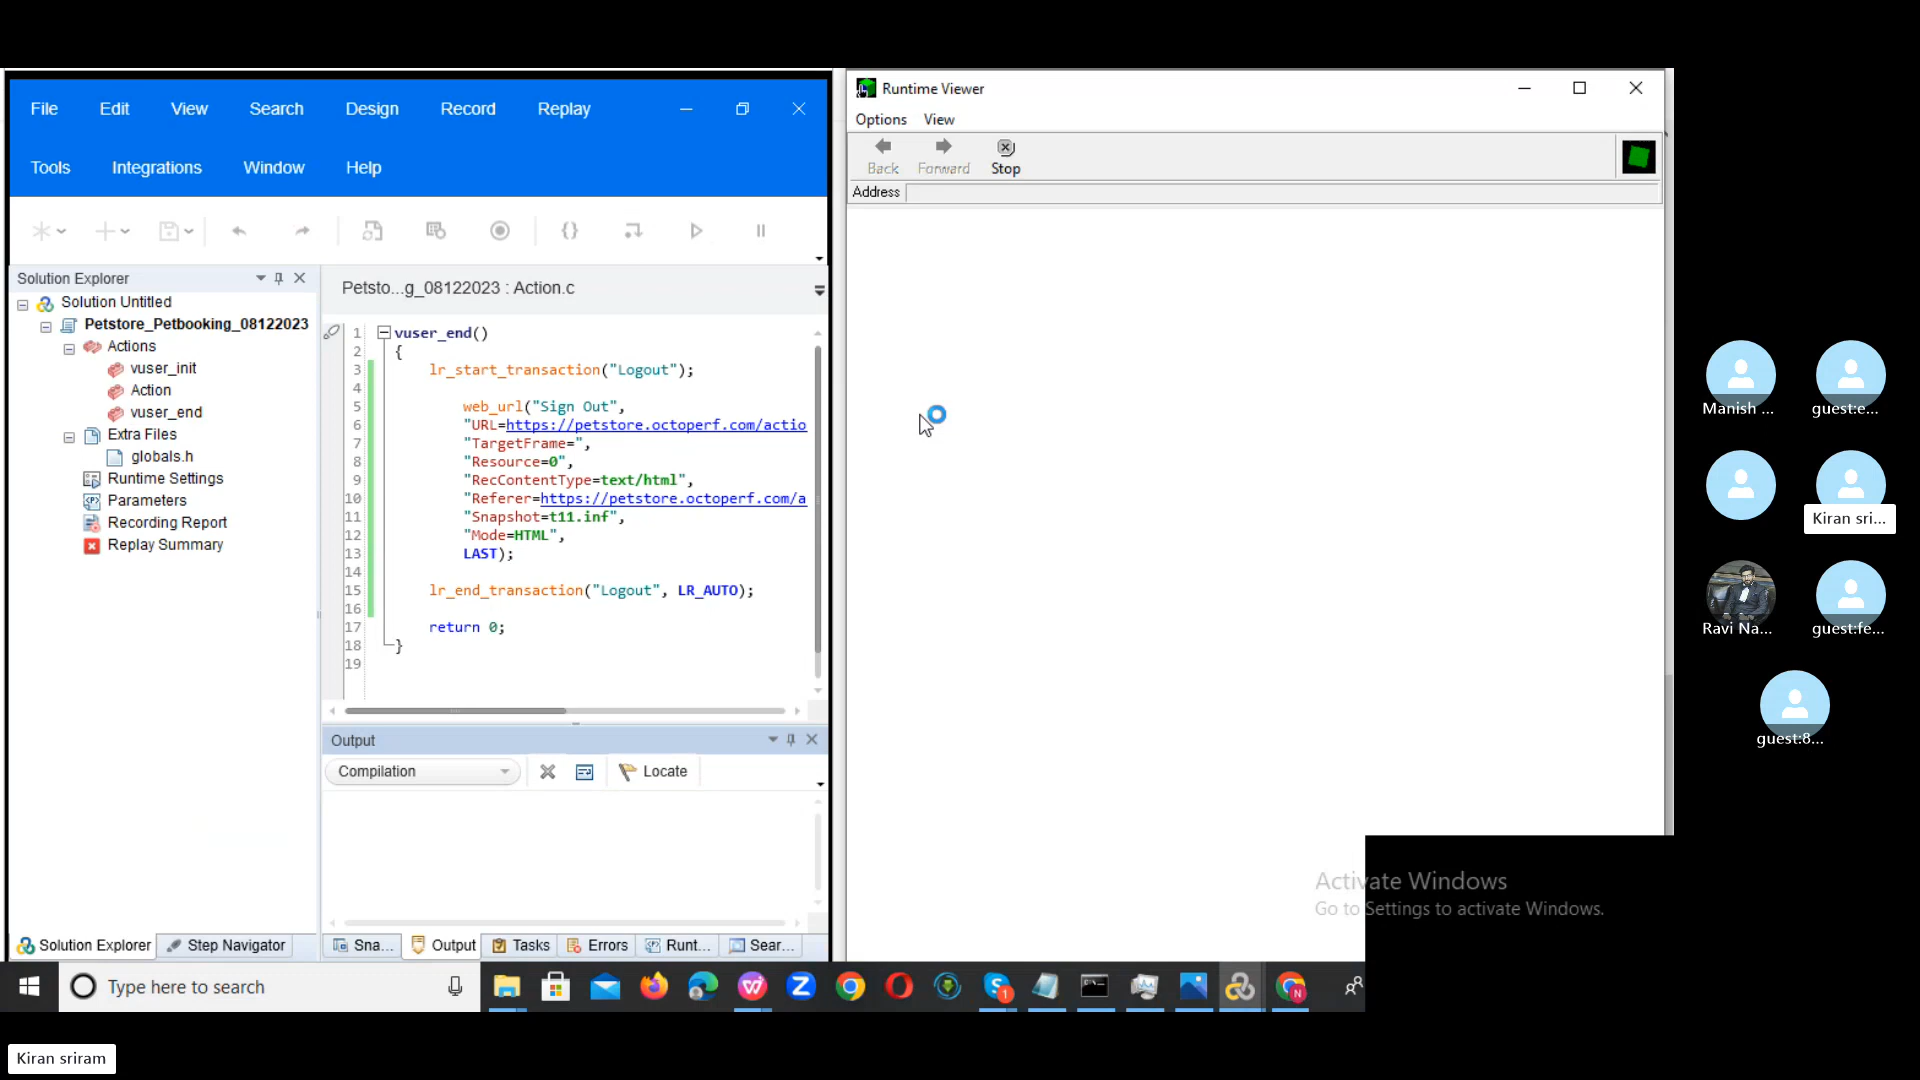 File Edit View Search Design Record Replay
Tools Integrations Window Help
Solution Explorer
Solution Untitled
Petstore_Petbooking_08122023
Actions
vuser_init
Action
vuser_end
Extra Files
globals.h
Runtime Settings
Parameters
Recording Report
Replay Summary
Petsto...g_08122023 : Action.c
1 vuser_end()
2 {
3 lr_start_transaction("Logout");
4
5 web_url("Sign Out",
6 "URL=https://petstore.octoperf.com/actio
7 "TargetFrame=",
8 "Resource=0",
9 "RecContentType=text/html",
10 "Referer=https://petstore.octoperf.com/a
11 "Snapshot=t11.inf",
12 "Mode=HTML",
13 LAST);
14
15 lr_end_transaction("Logout", LR_AUTO);
16
17 return 0;
18 }
19
Output
Compilation Locate
Solution Explorer Step Navigator Sna... Output Tasks Errors Runt... Sear...
Runtime Viewer
Options View
Back Forward Stop
Address
Activate Windows
Go to Settings to activate Windows.
Type here to search
Manish ... guest:e...
Kiran sri...
Ravi Na... guest:fe...
guest:8...
Kiran sriram